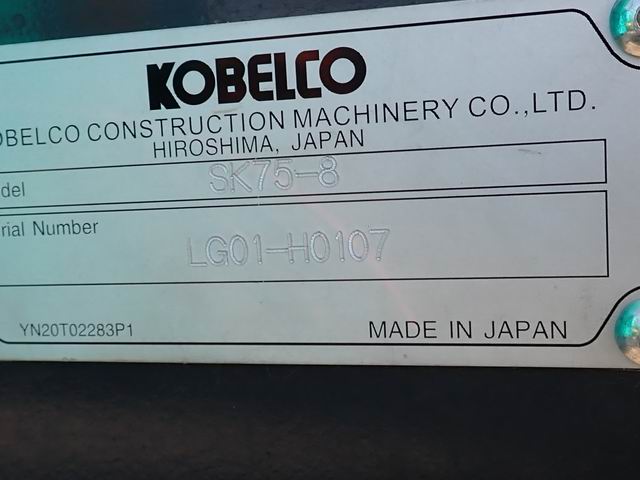 KOBELCO
OBELCO CONSTRUCTION MACHINERY CO.,LTD.
HIROSHIMA, JAPAN
del SK75-8
rial Number
LG01-H0107
YN20T02283P1 MADE IN JAPAN